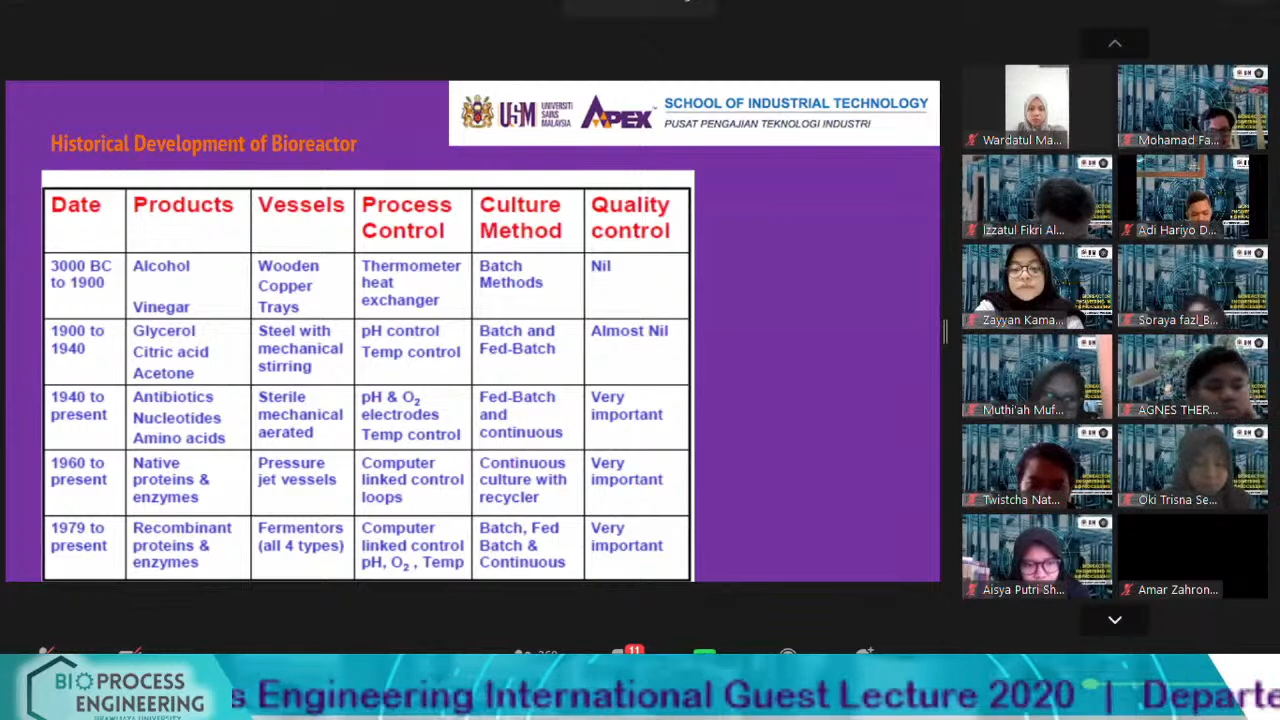 USM
UNIVERSITI
SAINS
MALAYSIA
APEX
SCHOOL OF INDUSTRIAL TECHNOLOGY
PUSAT PENGAJIAN TEKNOLOGI INDUSTRI
Historical Development of Bioreactor
Date Products Vessels Process Control Culture Method Quality control
3000 BC to 1900 Alcohol Vinegar Wooden Copper Trays Thermometer heat exchanger Batch Methods Nil
1900 to 1940 Glycerol Citric acid Acetone Steel with mechanical stirring pH control Temp control Batch and Fed-Batch Almost Nil
1940 to present Antibiotics Nucleotides Amino acids Sterile mechanical aerated pH & O₂ electrodes Temp control Fed-Batch and continuous Very important
1960 to present Native proteins & enzymes Pressure jet vessels Computer linked control loops Continuous culture with recycler Very important
1979 to present Recombinant proteins & enzymes Fermentors (all 4 types) Computer linked control pH, O₂ , Temp Batch, Fed Batch & Continuous Very important
Wardatul Ma...
Mohamad Fa...
Izzatul Fikri Al...
Adi Hariyo D...
Zayyan Kama...
Soraya fazl_B...
Muthi'ah Muf...
AGNES THER...
Twistcha Nat...
Oki Trisna Se...
Aisya Putri Sh...
Amar Zahron...
11
BIOPROCESS
ENGINEERING
s Engineering International Guest Lecture 2020 | Departe